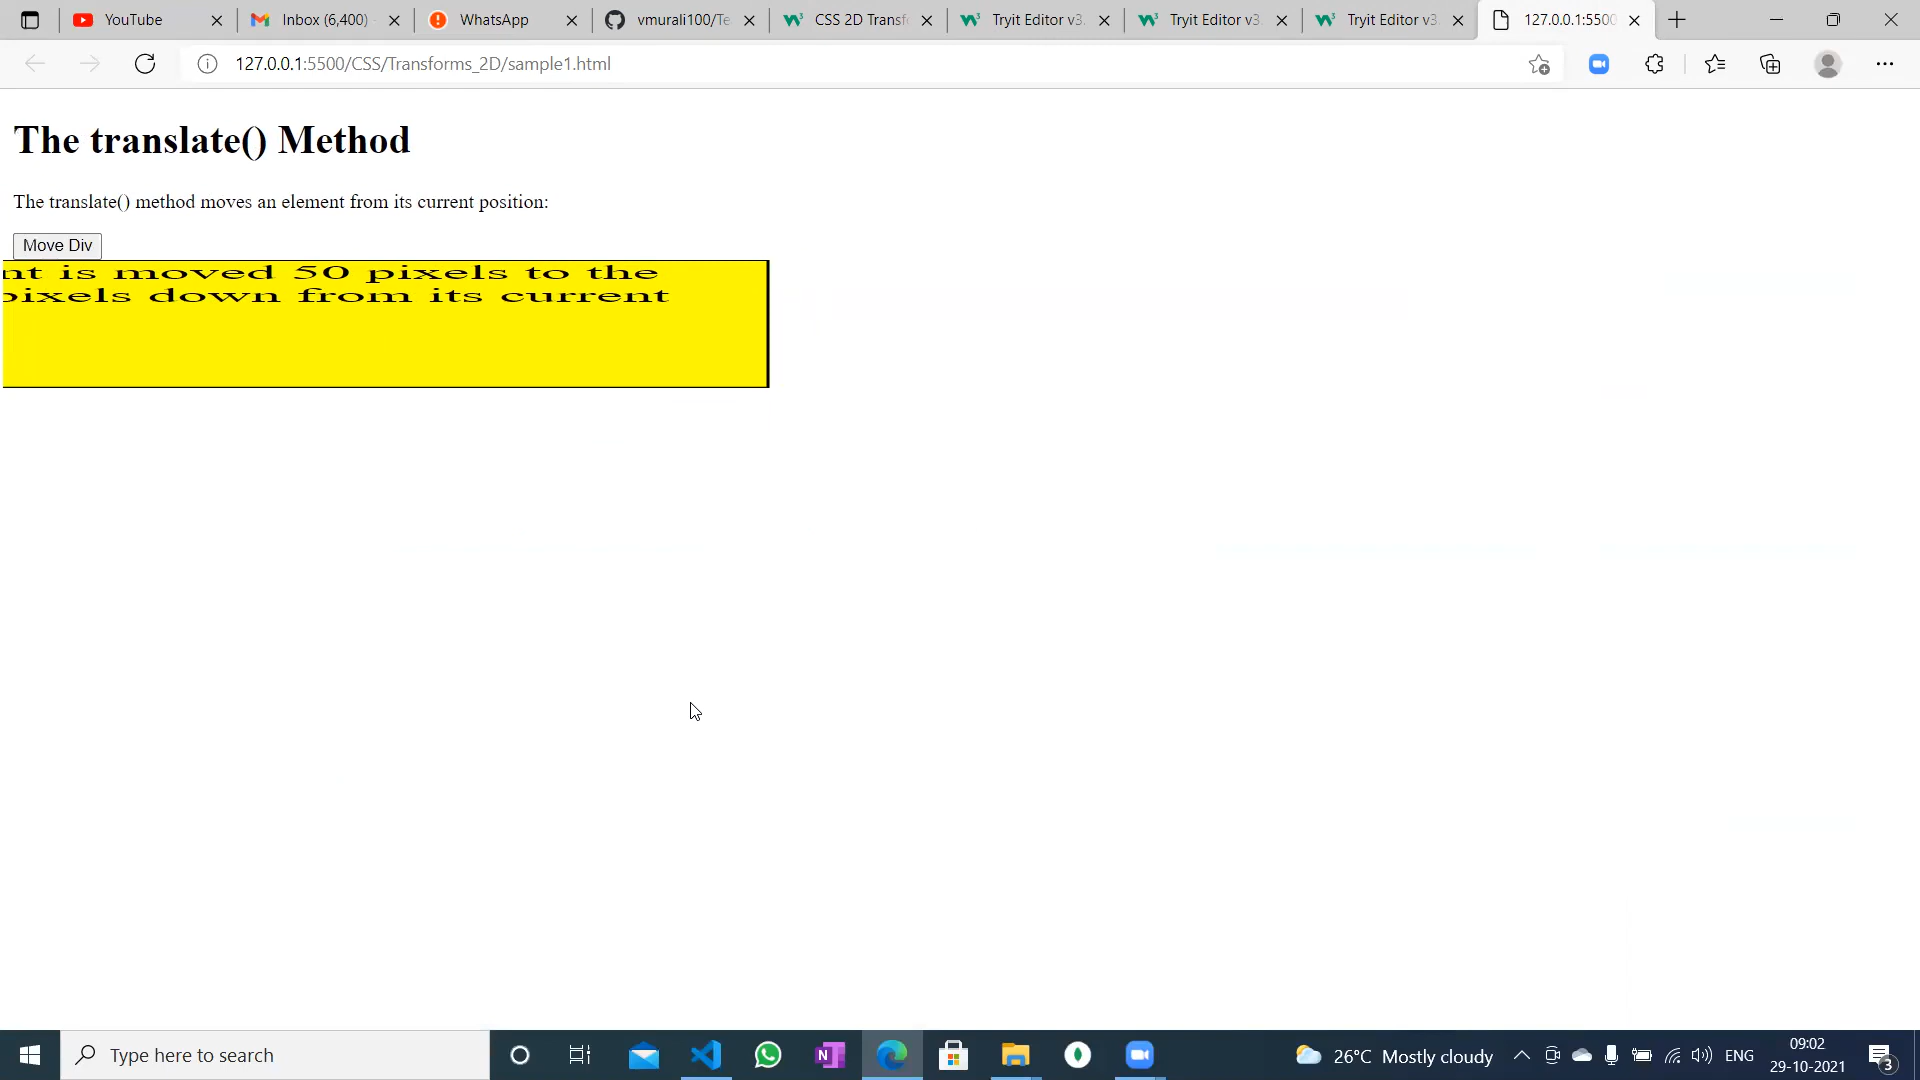 YouTube
Inbox (6,400)
WhatsApp
vmurali100/Te
CSS 2D Transf
Tryit Editor v3.
Tryit Editor v3.
Tryit Editor v3.
127.0.0.1:5500
127.0.0.1:5500/CSS/Transforms_2D/sample1.html
The translate() Method
The translate() method moves an element from its current position:
Move Div
nt is moved 50 pixels to the
pixels down from its current
Type here to search
N
26°C Mostly cloudy
ENG
09:02
29-10-2021
3